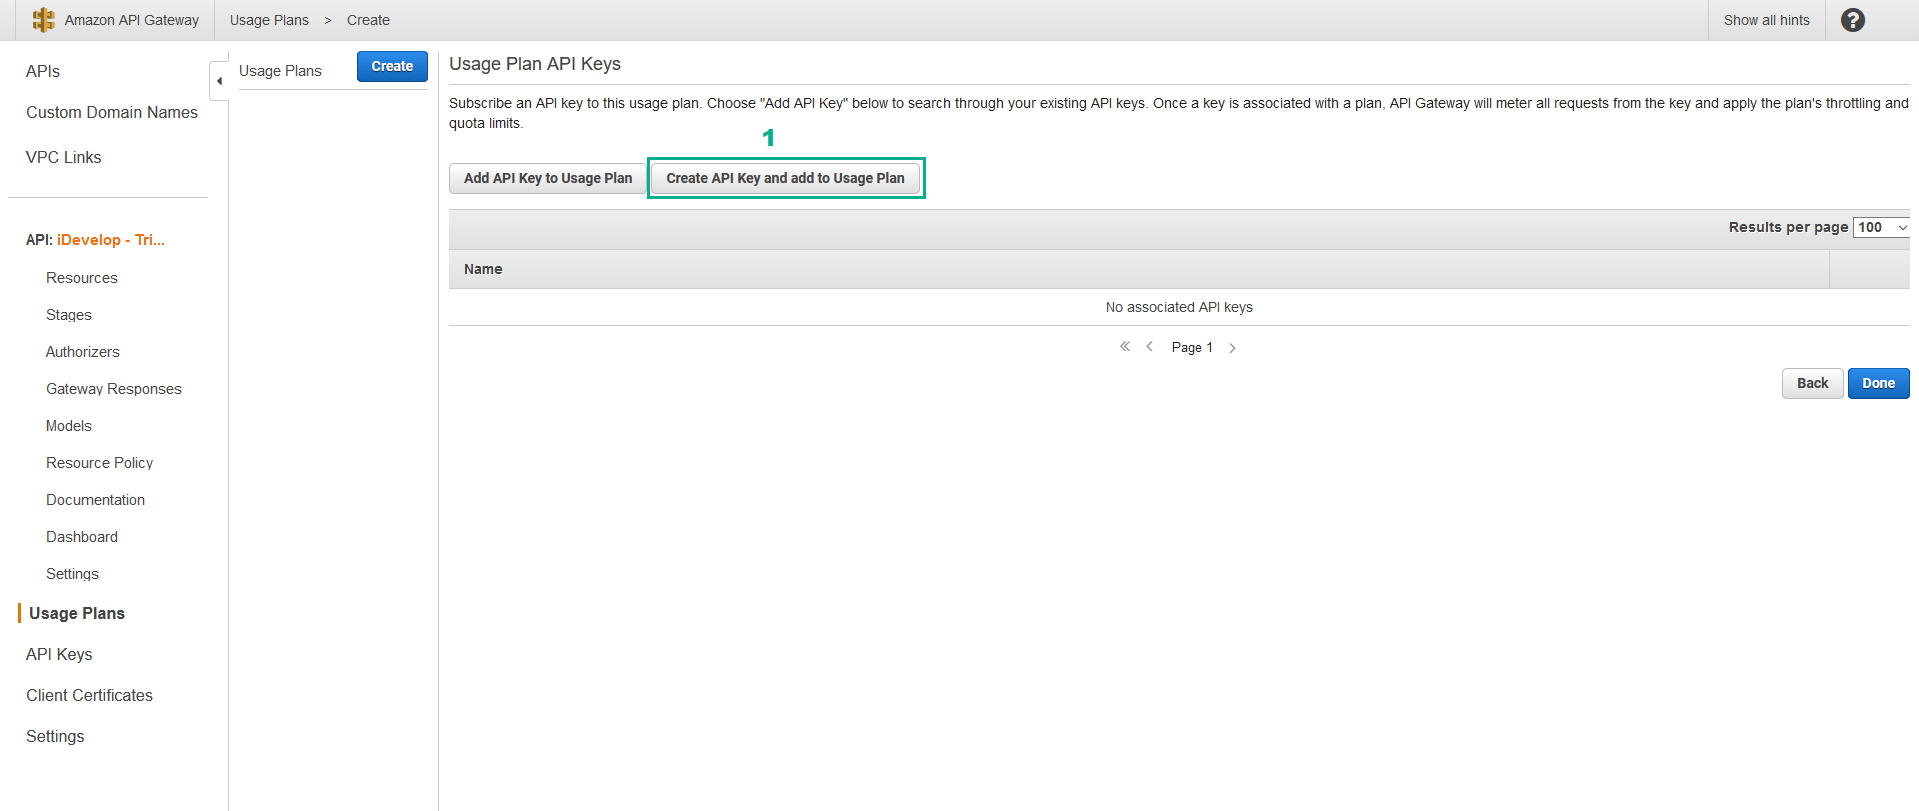 Amazon API Gateway
Usage Plans > Create
Show all hints
?
APIs
Custom Domain Names
VPC Links
API: iDevelop - Tri...
Resources
Stages
Authorizers
Gateway Responses
Models
Resource Policy
Documentation
Dashboard
Settings
Usage Plans
API Keys
Client Certificates
Settings
Usage Plans
Create
Usage Plan API Keys
Subscribe an API key to this usage plan. Choose "Add API Key" below to search through your existing API keys. Once a key is associated with a plan, API Gateway will meter all requests from the key and apply the plan's throttling and
quota limits.
1
Add API Key to Usage Plan
Create API Key and add to Usage Plan
Results per page 100
Name
No associated API keys
« < Page 1 >
Back
Done